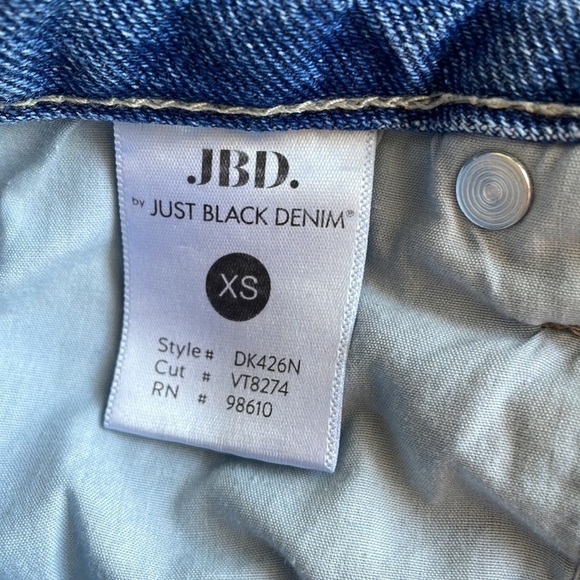 JBD.
by JUST BLACK DENIM®
XS
Style # DK426N
Cut # VT8274
RN # 98610